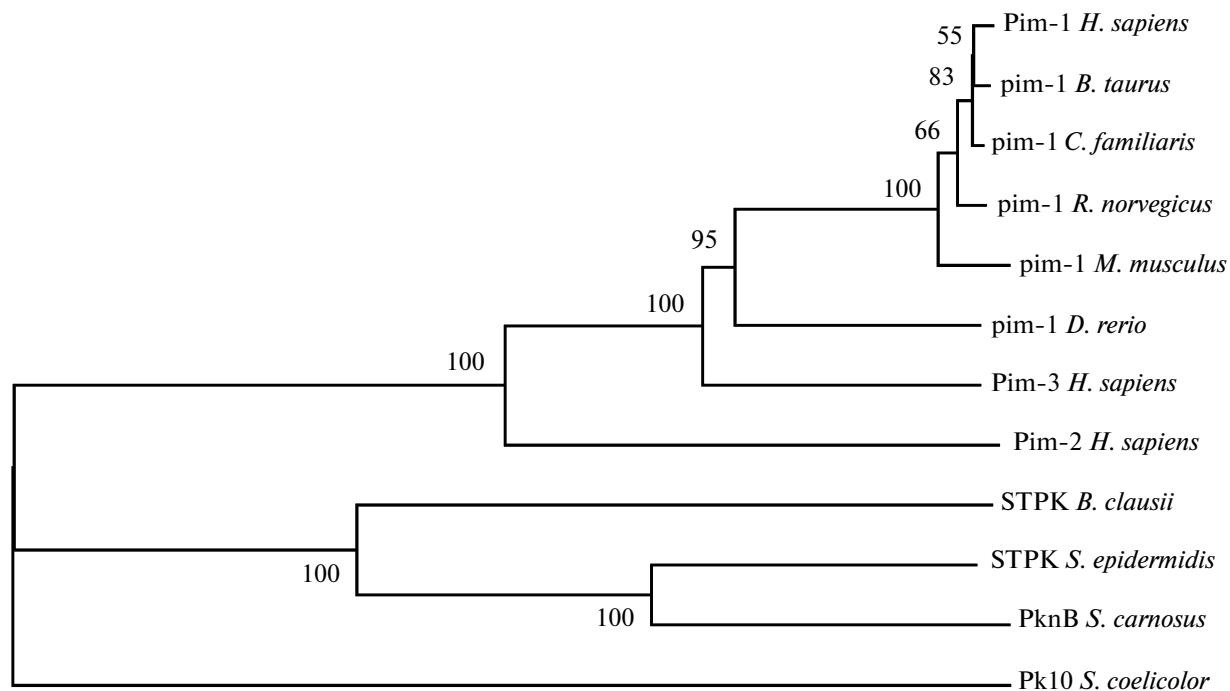 Pim-1 H. sapiens
55
pim-1 B. taurus
83
pim-1 C. familiaris
66
pim-1 R. norvegicus
100
pim-1 M. musculus
95
pim-1 D. rerio
100
Pim-3 H. sapiens
100
Pim-2 H. sapiens
STPK B. clausii
STPK S. epidermidis
100
PknB S. carnosus
100
Pk10 S. coelicolor